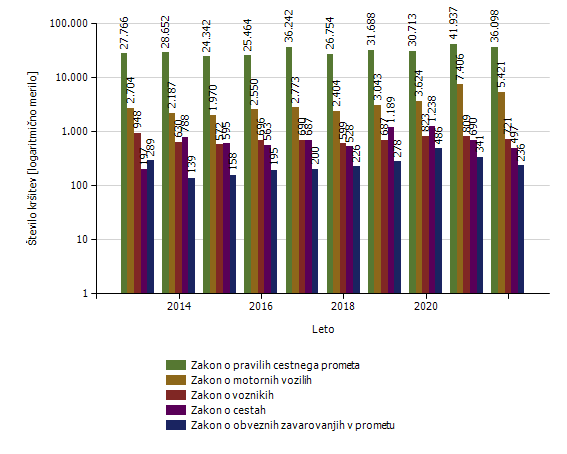 Število kršitev [logaritmično merilo]
100.000
10.000
1.000
100
10
1
27.766 2.704 948 197 289
28.652 2.187 630 788 139
24.342 1.970 572 595 158
25.464 2.550 696 563 195
36.242 2.773 690 687 200
26.754 2.404 599 528 226
31.688 3.043 687 1.189 278
30.713 3.624 823 1.238 486
41.937 7.406 809 690 341
36.098 5.421 721 497 236
2014 2016 2018 2020
Leto
Zakon o pravilih cestnega prometa
Zakon o motornih vozilih
Zakon o voznikih
Zakon o cestah
Zakon o obveznih zavarovanjih v prometu